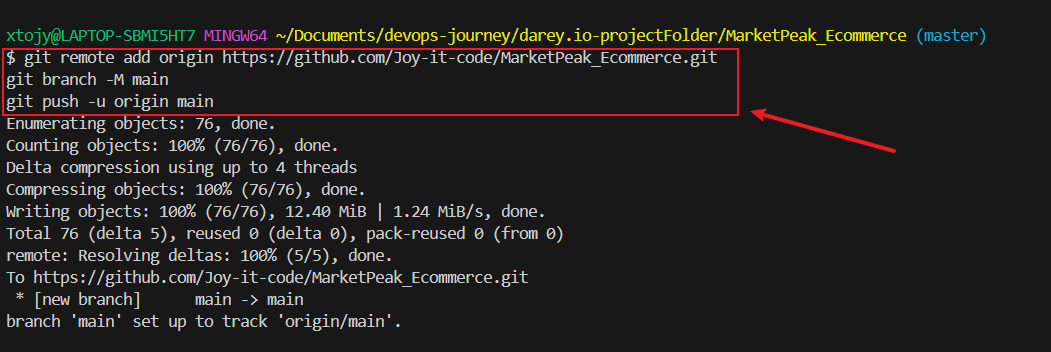 xtojy@LAPTOP-SBMI5HT7 MINGW64 ~/Documents/devops-journey/darey.io-projectFolder/MarketPeak_Ecommerce (master)
$ git remote add origin https://github.com/Joy-it-code/MarketPeak_Ecommerce.git
git branch -M main
git push -u origin main
Enumerating objects: 76, done.
Counting objects: 100% (76/76), done.
Delta compression using up to 4 threads
Compressing objects: 100% (76/76), done.
Writing objects: 100% (76/76), 12.40 MiB | 1.24 MiB/s, done.
Total 76 (delta 5), reused 0 (delta 0), pack-reused 0 (from 0)
remote: Resolving deltas: 100% (5/5), done.
To https://github.com/Joy-it-code/MarketPeak_Ecommerce.git
 * [new branch]      main -> main
branch 'main' set up to track 'origin/main'.